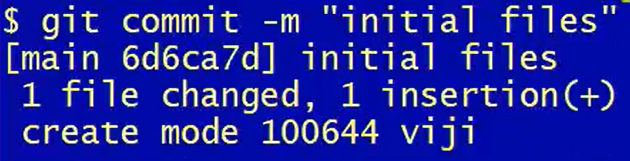 $ git commit -m "initial files"
[main 6d6ca7d] initial files
1 file changed, 1 insertion(+)
create mode 100644 viji